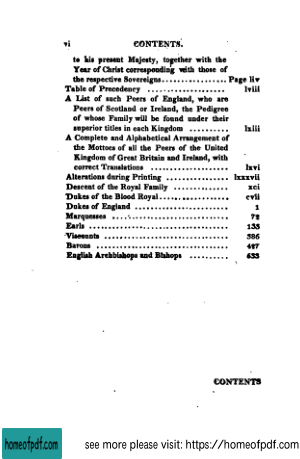 vi CONTENTS.
to his present Majesty, together with the
Year of Christ corresponding with those of
the respective Sovereigns................. Page liv
Table of Precedency .................... lviii
A List of such Peers of England, who are
Peers of Scotland or Ireland, the Pedigree
of whose Family will be found under their
superior titles in each Kingdom .......... lxiii
A Complete and Alphabetical Arrangement of
the Mottoes of all the Peers of the United
Kingdom of Great Britain and Ireland, with
correct Translations .................... lxvi
Alterations during Printing ................ lxxxvii
Descent of the Royal Family .............. xci
Dukes of the Blood Royal................. cvii
Dukes of England ........................ 1
Marquesses .............................. 72
Earls .................................... 133
Viscounts ................................ 386
Barons .................................. 427
English Archbishops and Bishops .......... 633
CONTENTS
homeofpdf.com
see more please visit: https://homeofpdf.com